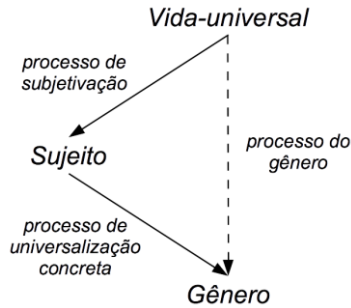 Vida-universal
processo de
subjetivação
processo do
gênero
Sujeito
processo de
universalização
concreta
Gênero